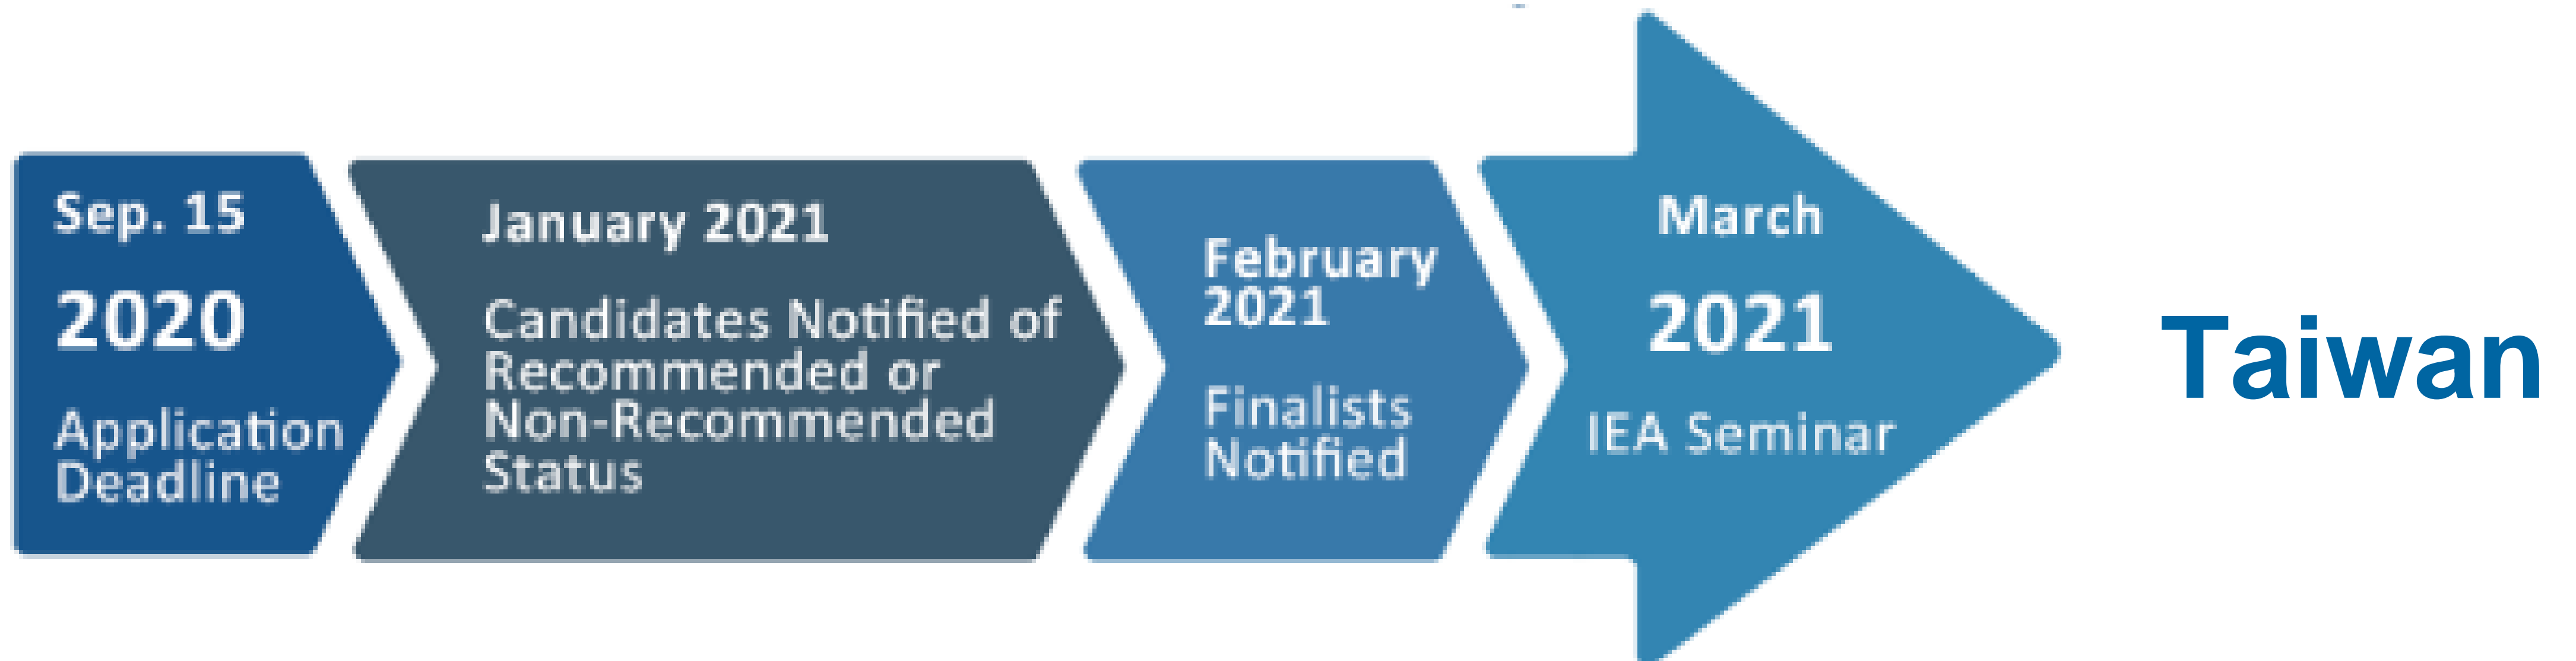 Sep. 15
2020
Application
Deadline
January 2021
Candidates Notified of
Recommended or
Non-Recommended
Status
February
2021
Finalists
Notified
March
2021
IEA Seminar
Taiwan